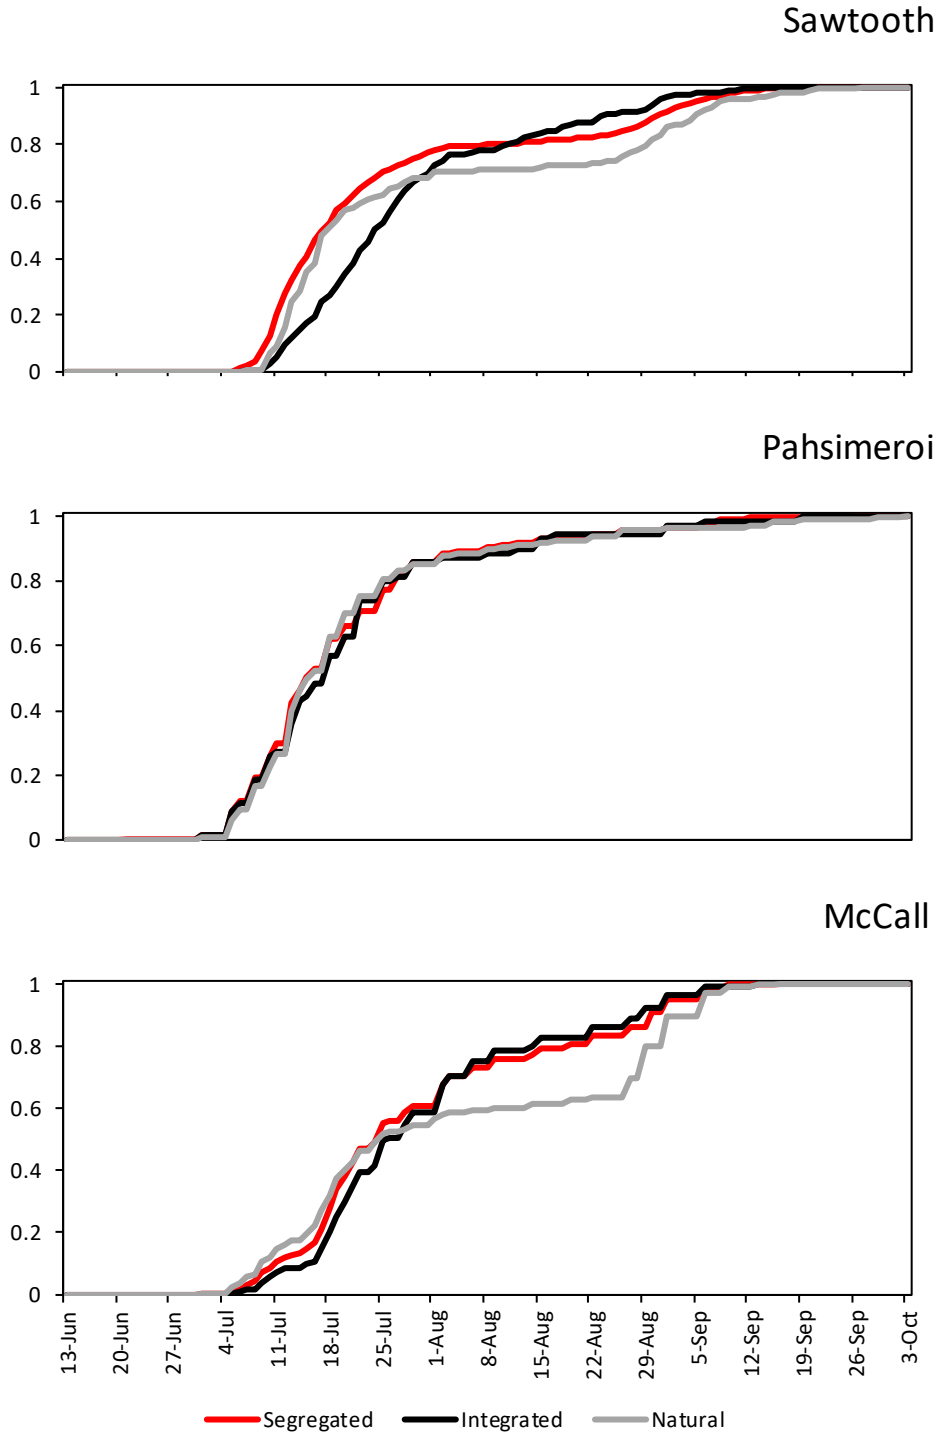 Sawtooth
1
0.8
0.6
0.4
0.2
0
Pahsimeroi
1
0.8
0.6
0.4
0.2
0
McCall
1
0.8
0.6
0.4
0.2
0
13-Jun
20-Jun
27-Jun
4-Jul
11-Jul
18-Jul
25-Jul
1-Aug
8-Aug
15-Aug
22-Aug
29-Aug
5-Sep
12-Sep
19-Sep
26-Sep
3-Oct
Segregated Integrated Natural